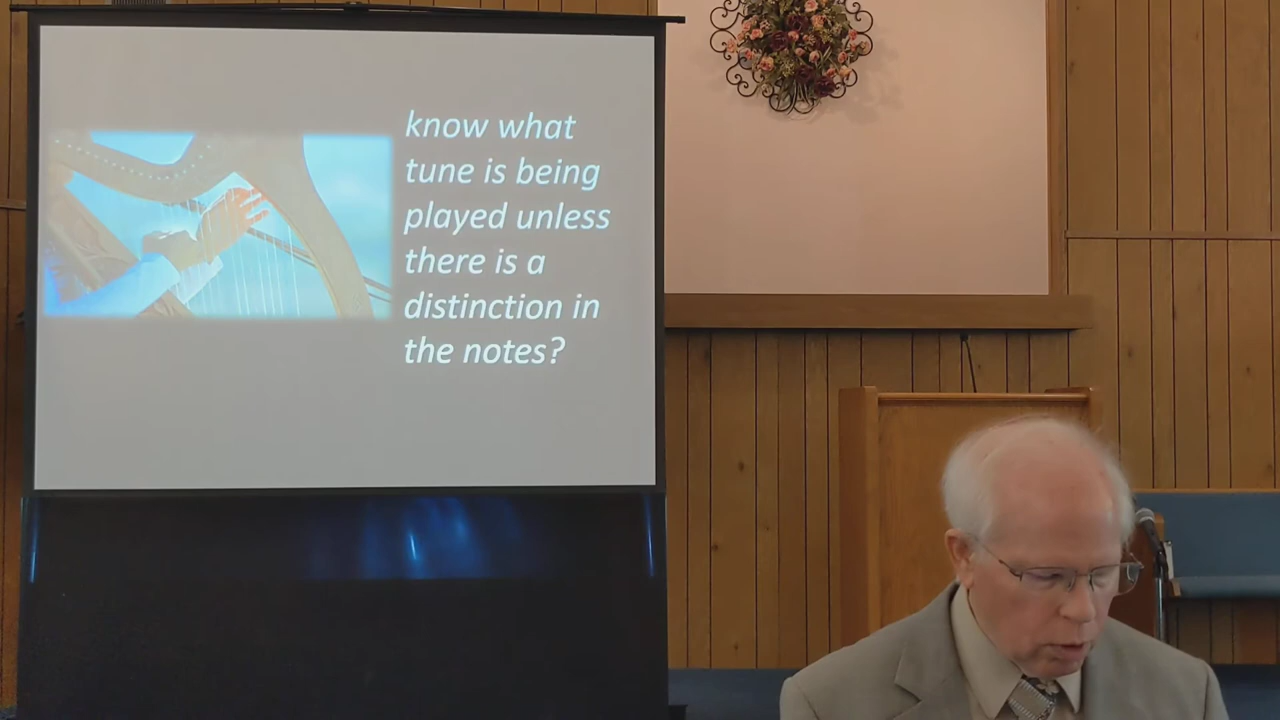 know what
tune is being
played unless
there is a
distinction in
the notes?